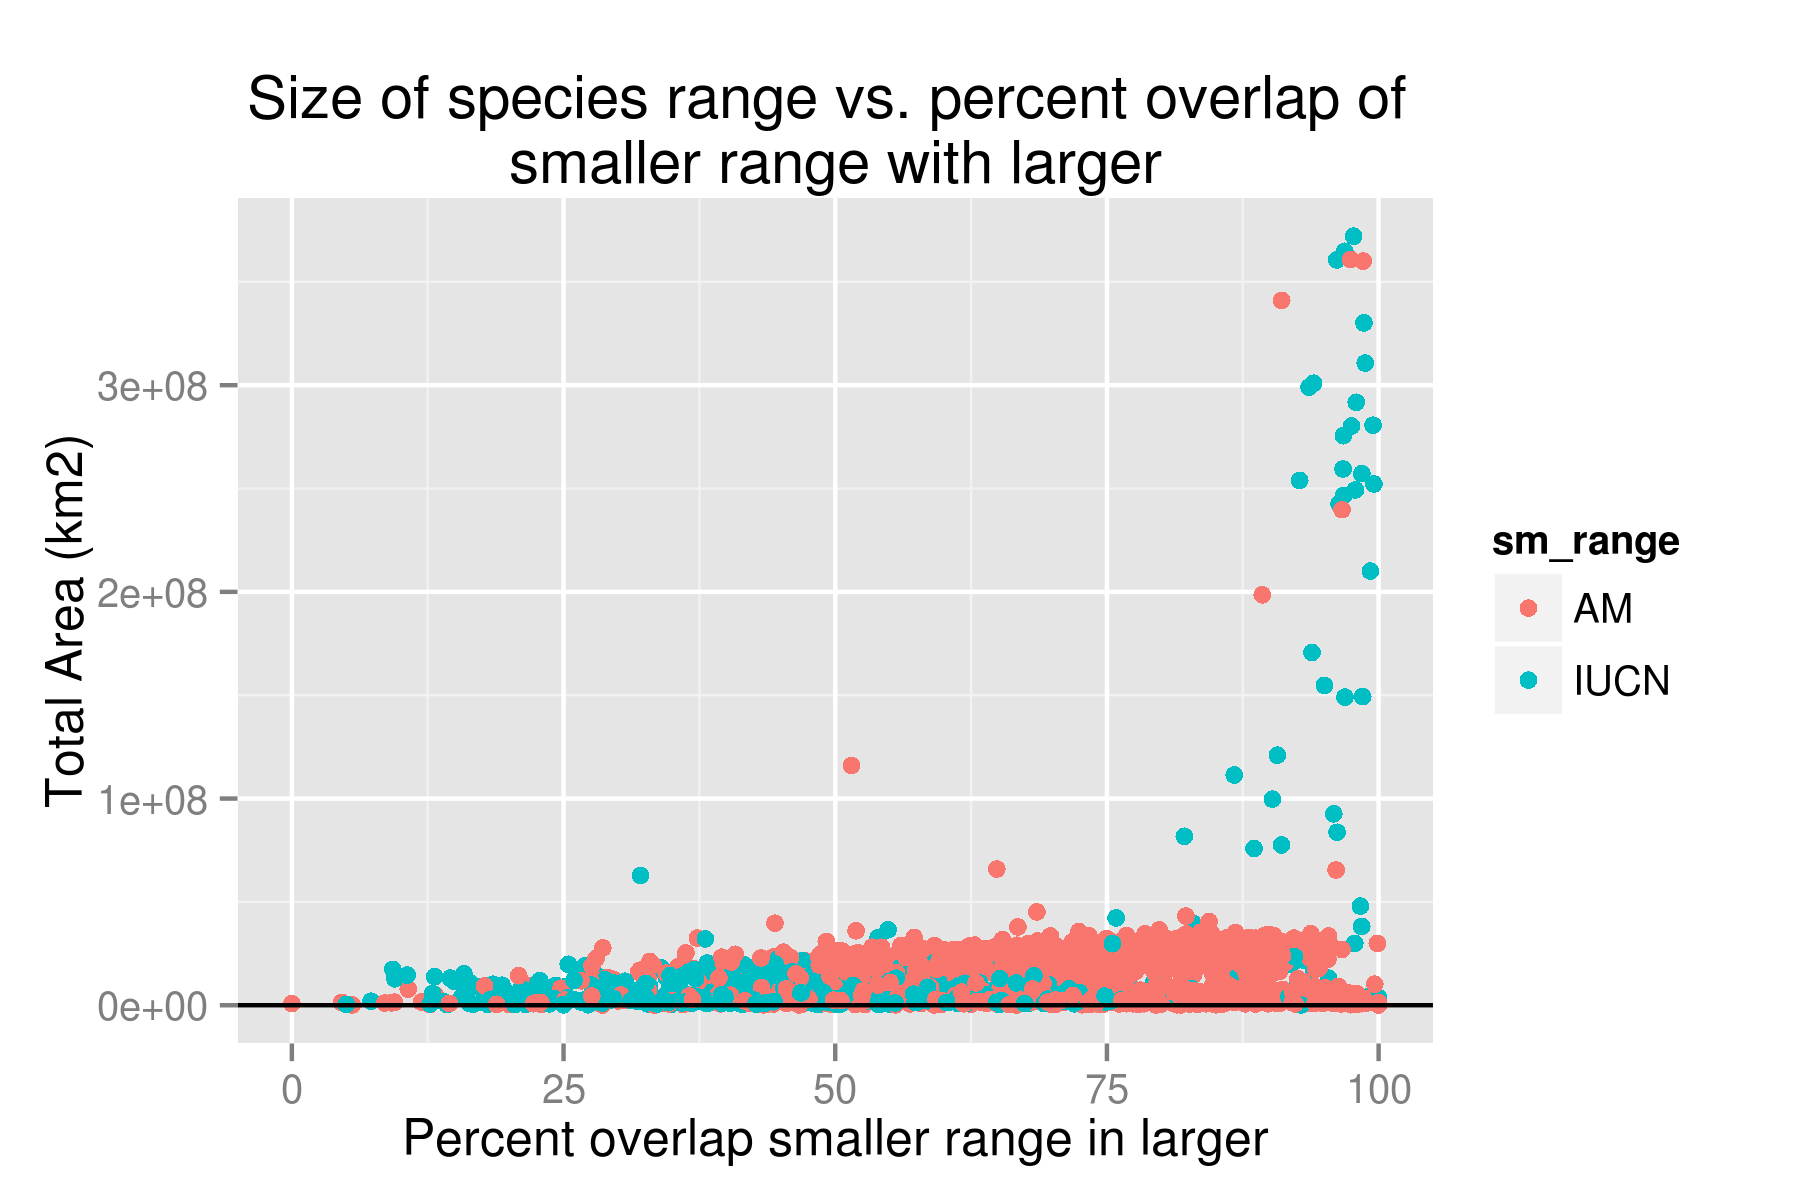 Size of species range vs. percent overlap of
smaller range with larger
Total Area (km2)
3e+08
2e+08
1e+08
0e+00
0 25 50 75 100
Percent overlap smaller range in larger
sm_range
AM
IUCN